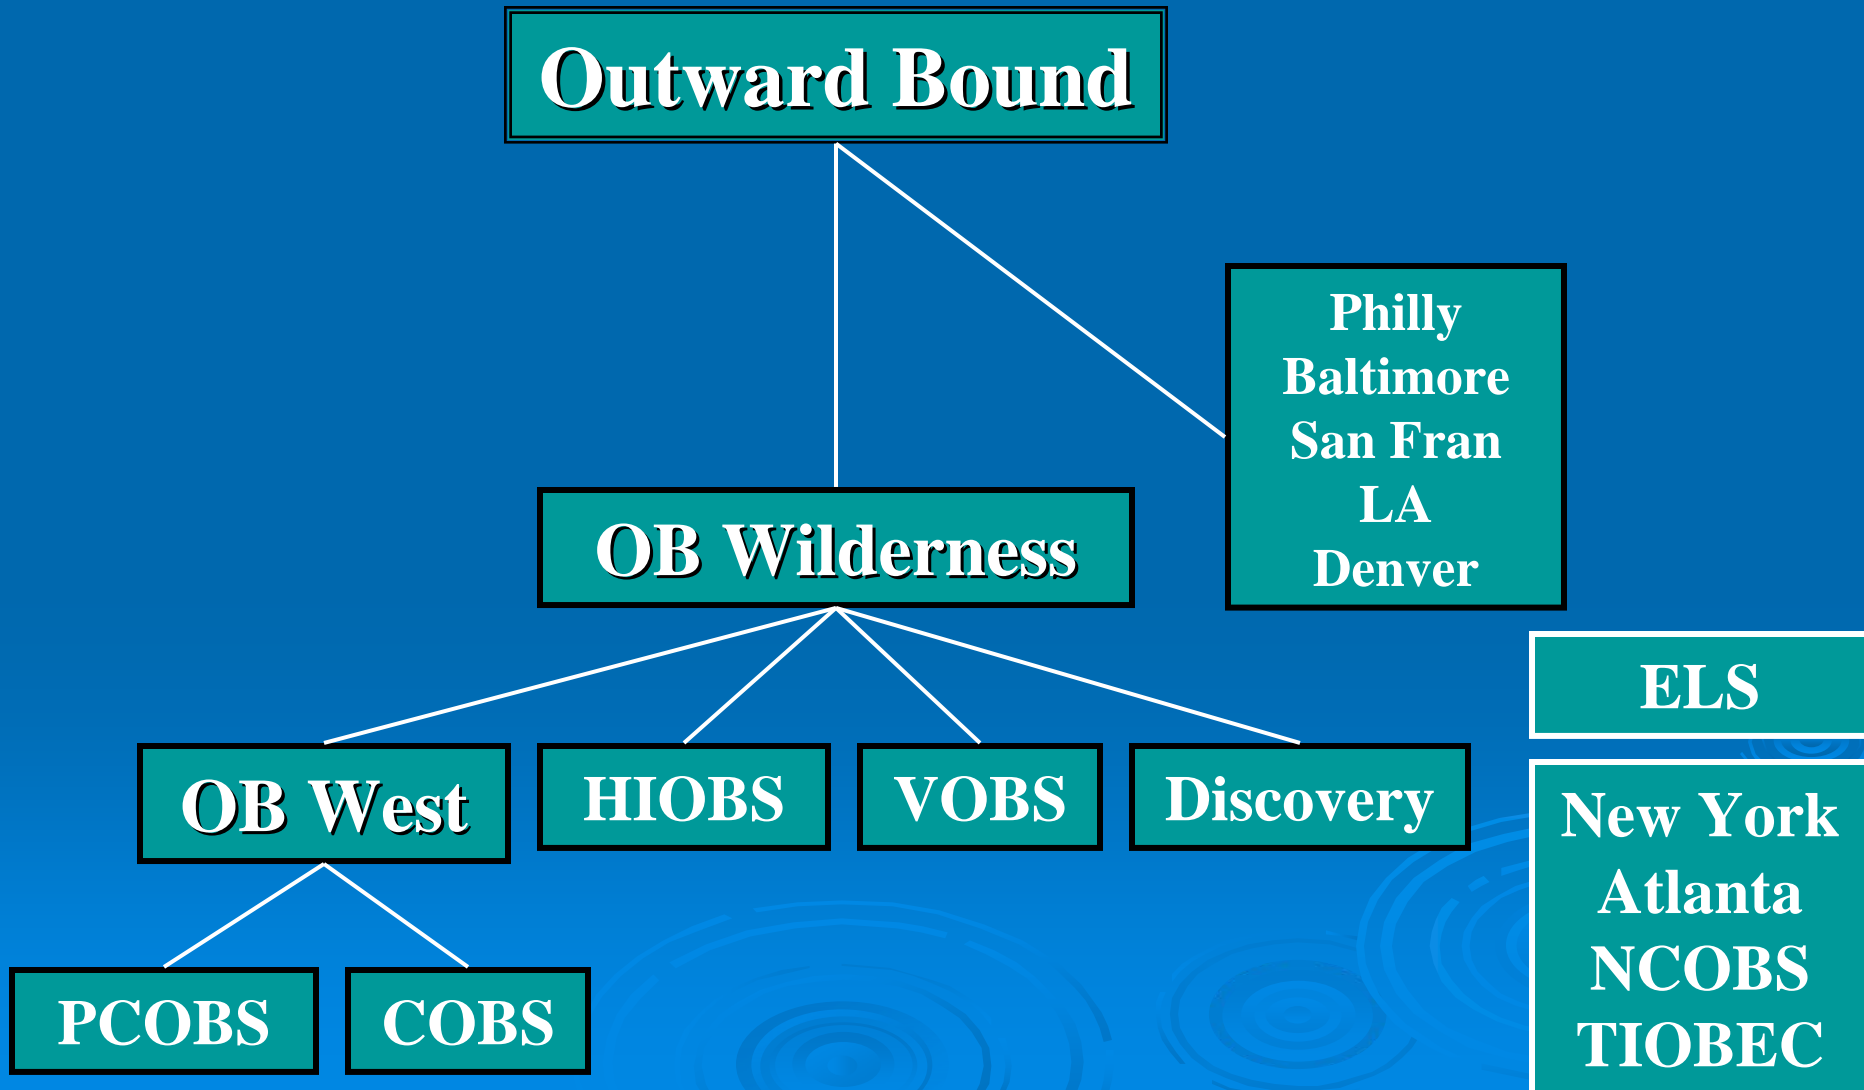 Outward Bound
Philly
Baltimore
San Fran
LA
Denver
OB Wilderness
ELS
OB West
HIOBS
VOBS
Discovery
New York
Atlanta
NCOBS
TIOBEC
PCOBS
COBS